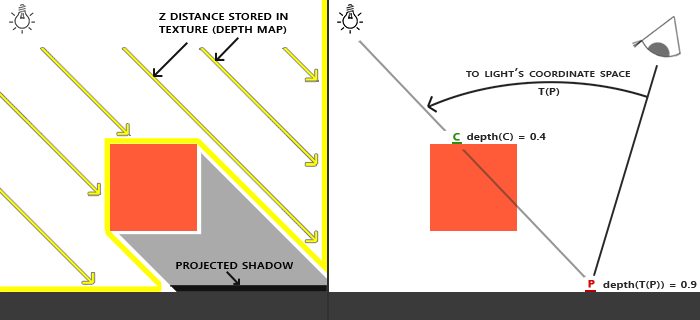 Z DISTANCE STORED IN
TEXTURE (DEPTH MAP)
PROJECTED SHADOW
TO LIGHT'S COORDINATE SPACE
T(P)
C depth(C) = 0.4
P depth(T(P)) = 0.9